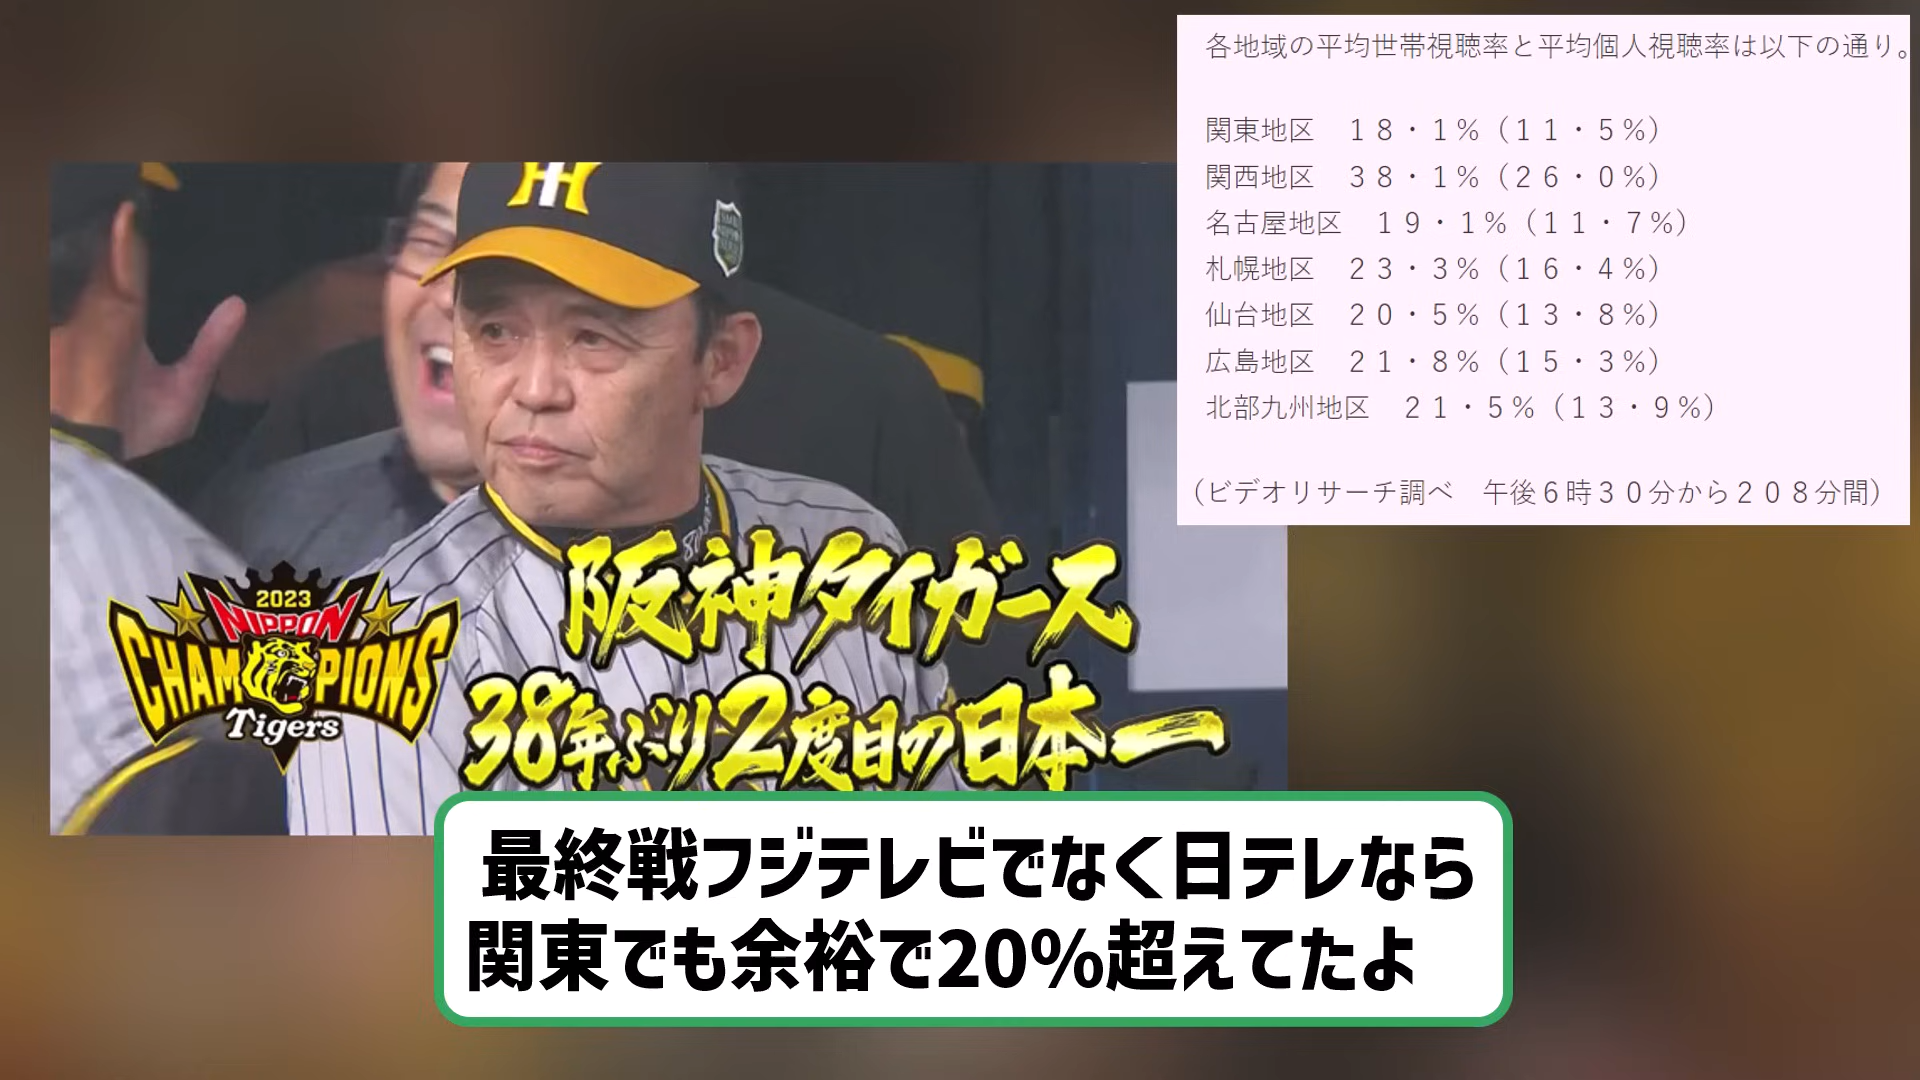 各地域の平均世帯視聴率と平均個人視聴率は以下の通り。
関東地区　１８・１％（１１・５％）
関西地区　３８・１％（２６・０％）
名古屋地区　１９・１％（１１・７％）
札幌地区　２３・３％（１６・４％）
仙台地区　２０・５％（１３・８％）
広島地区　２１・８％（１５・３％）
北部九州地区　２１・５％（１３・９％）
（ビデオリサーチ調べ　午後６時３０分から２０８分間）
阪神タイガース
38年ぶり2度目の日本一
2023
NIPPON
CHAMPIONS
Tigers
最終戦フジテレビでなく日テレなら
関東でも余裕で20%超えてたよ